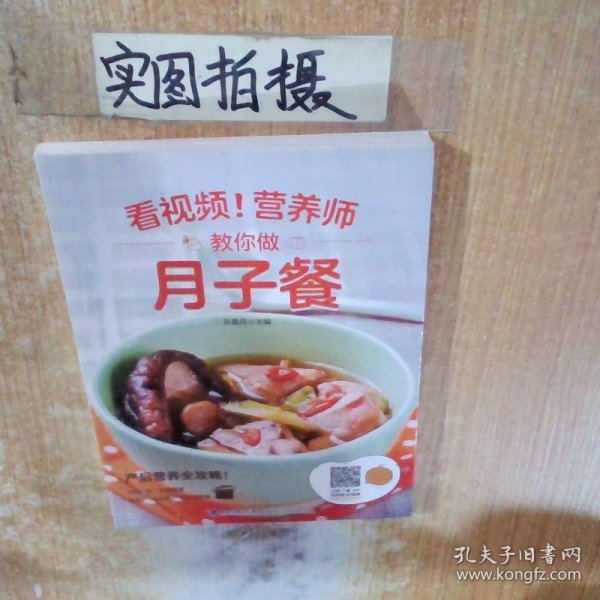 实图拍摄
看视频！营养师
教你做
月子餐
产后营养全攻略！
孔夫子旧书网
www.kongfz.com